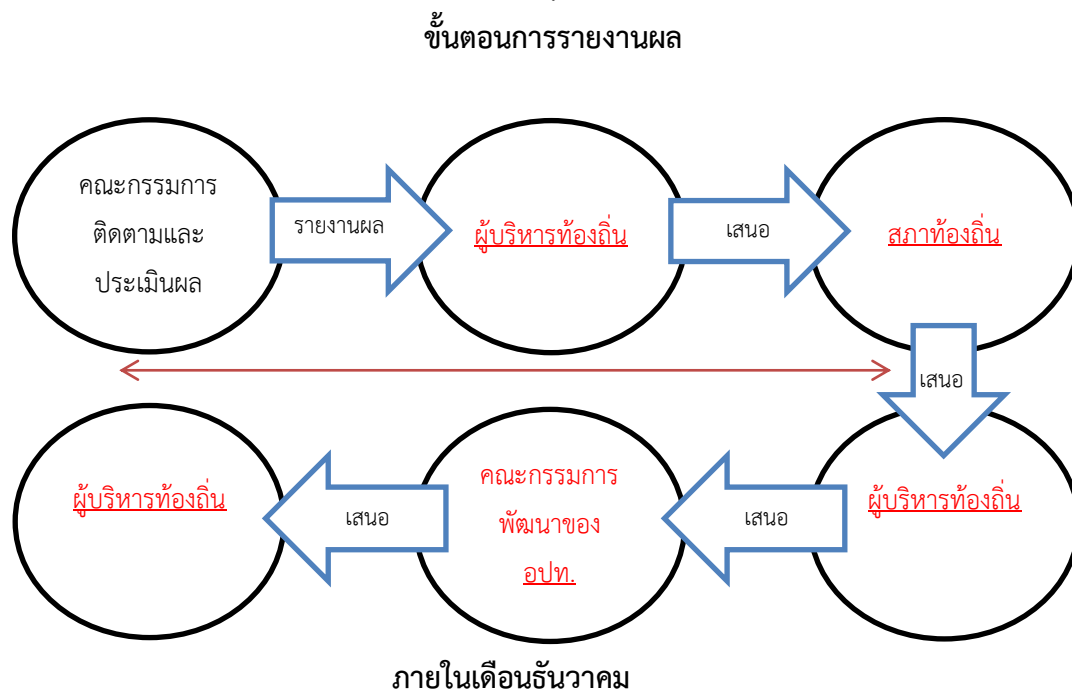 ขั้นตอนการรายงานผล
คณะกรรมการ
ติดตามและ
ประเมินผล
รายงานผล
ผู้บริหารท้องถิ่น
เสนอ
สภาท้องถิ่น
เสนอ
ผู้บริหารท้องถิ่น
เสนอ
คณะกรรมการ
พัฒนาของ
อปท.
เสนอ
ผู้บริหารท้องถิ่น
ภายในเดือนธันวาคม